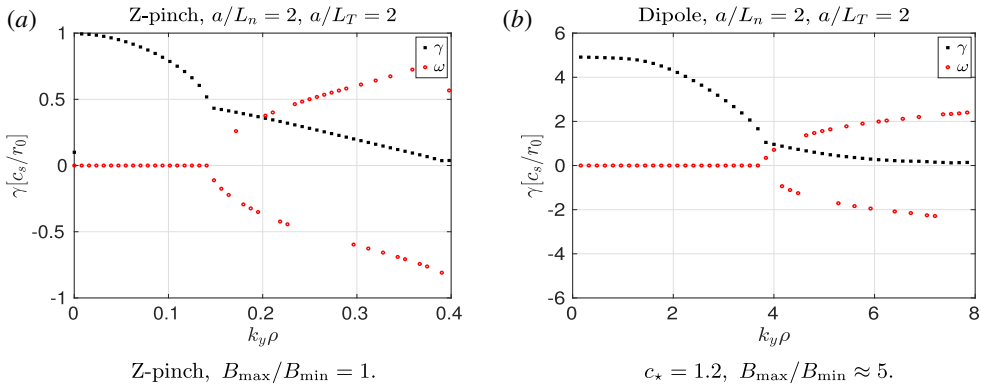 (a) Z-pinch, a/L_n = 2, a/L_T = 2
1
0.5
0
-0.5
-1
γ[c_s/r_0]
γ
ω
0 0.1 0.2 0.3 0.4
k_yρ
Z-pinch, B_max/B_min = 1.
(b) Dipole, a/L_n = 2, a/L_T = 2
6
4
2
0
-2
-4
-6
γ[c_s/r_0]
γ
ω
0 2 4 6 8
k_yρ
c_⋆ = 1.2, B_max/B_min ≈ 5.